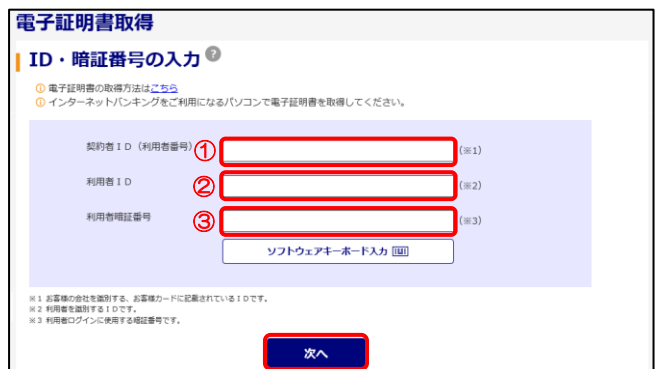 電子証明書取得
ID・暗証番号の入力 ?
① 電子証明書の取得方法はこちら
① インターネットバンキングをご利用になるパソコンで電子証明書を取得してください。
契約者ID（利用者番号） ① (※1)
利用者ID ② (※2)
利用者暗証番号 ③ (※3)
ソフトウェアキーボード入力
※1 お客様の会社を識別する、お客様カードに記載されているIDです。
※2 利用者を識別するIDです。
※3 利用者ログインに使用する暗証番号です。
次へ